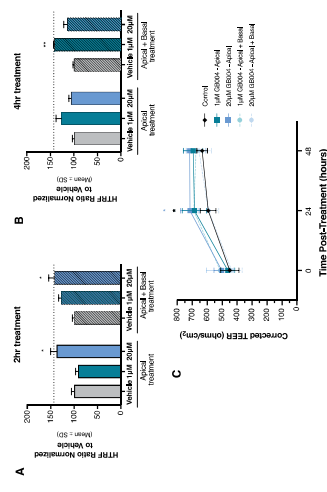 A
2hr treatment
HTRF Ratio Normalized
to Vehicle
(Mean ± SD)
200
150
100
50
0
Vehicle 1µM 20µM Vehicle 1µM 20µM
Apical
treatment
Apical + Basal
treatment
*
*
B
4hr treatment
HTRF Ratio Normalized
to Vehicle
(Mean ± SD)
200
150
100
50
0
Vehicle 1µM 20µM Vehicle 1µM 20µM
Apical
treatment
Apical + Basal
treatment
**
C
Corrected TEER (ohms/cm2)
800
700
600
500
400
300
200
100
0
0 24 48
Time Post-Treatment (hours)
Control
1µM GB004 - Apical
20µM GB004 - Apical
1µM GB004 - Apical + Basal
20µM GB004 - Apical + Basal